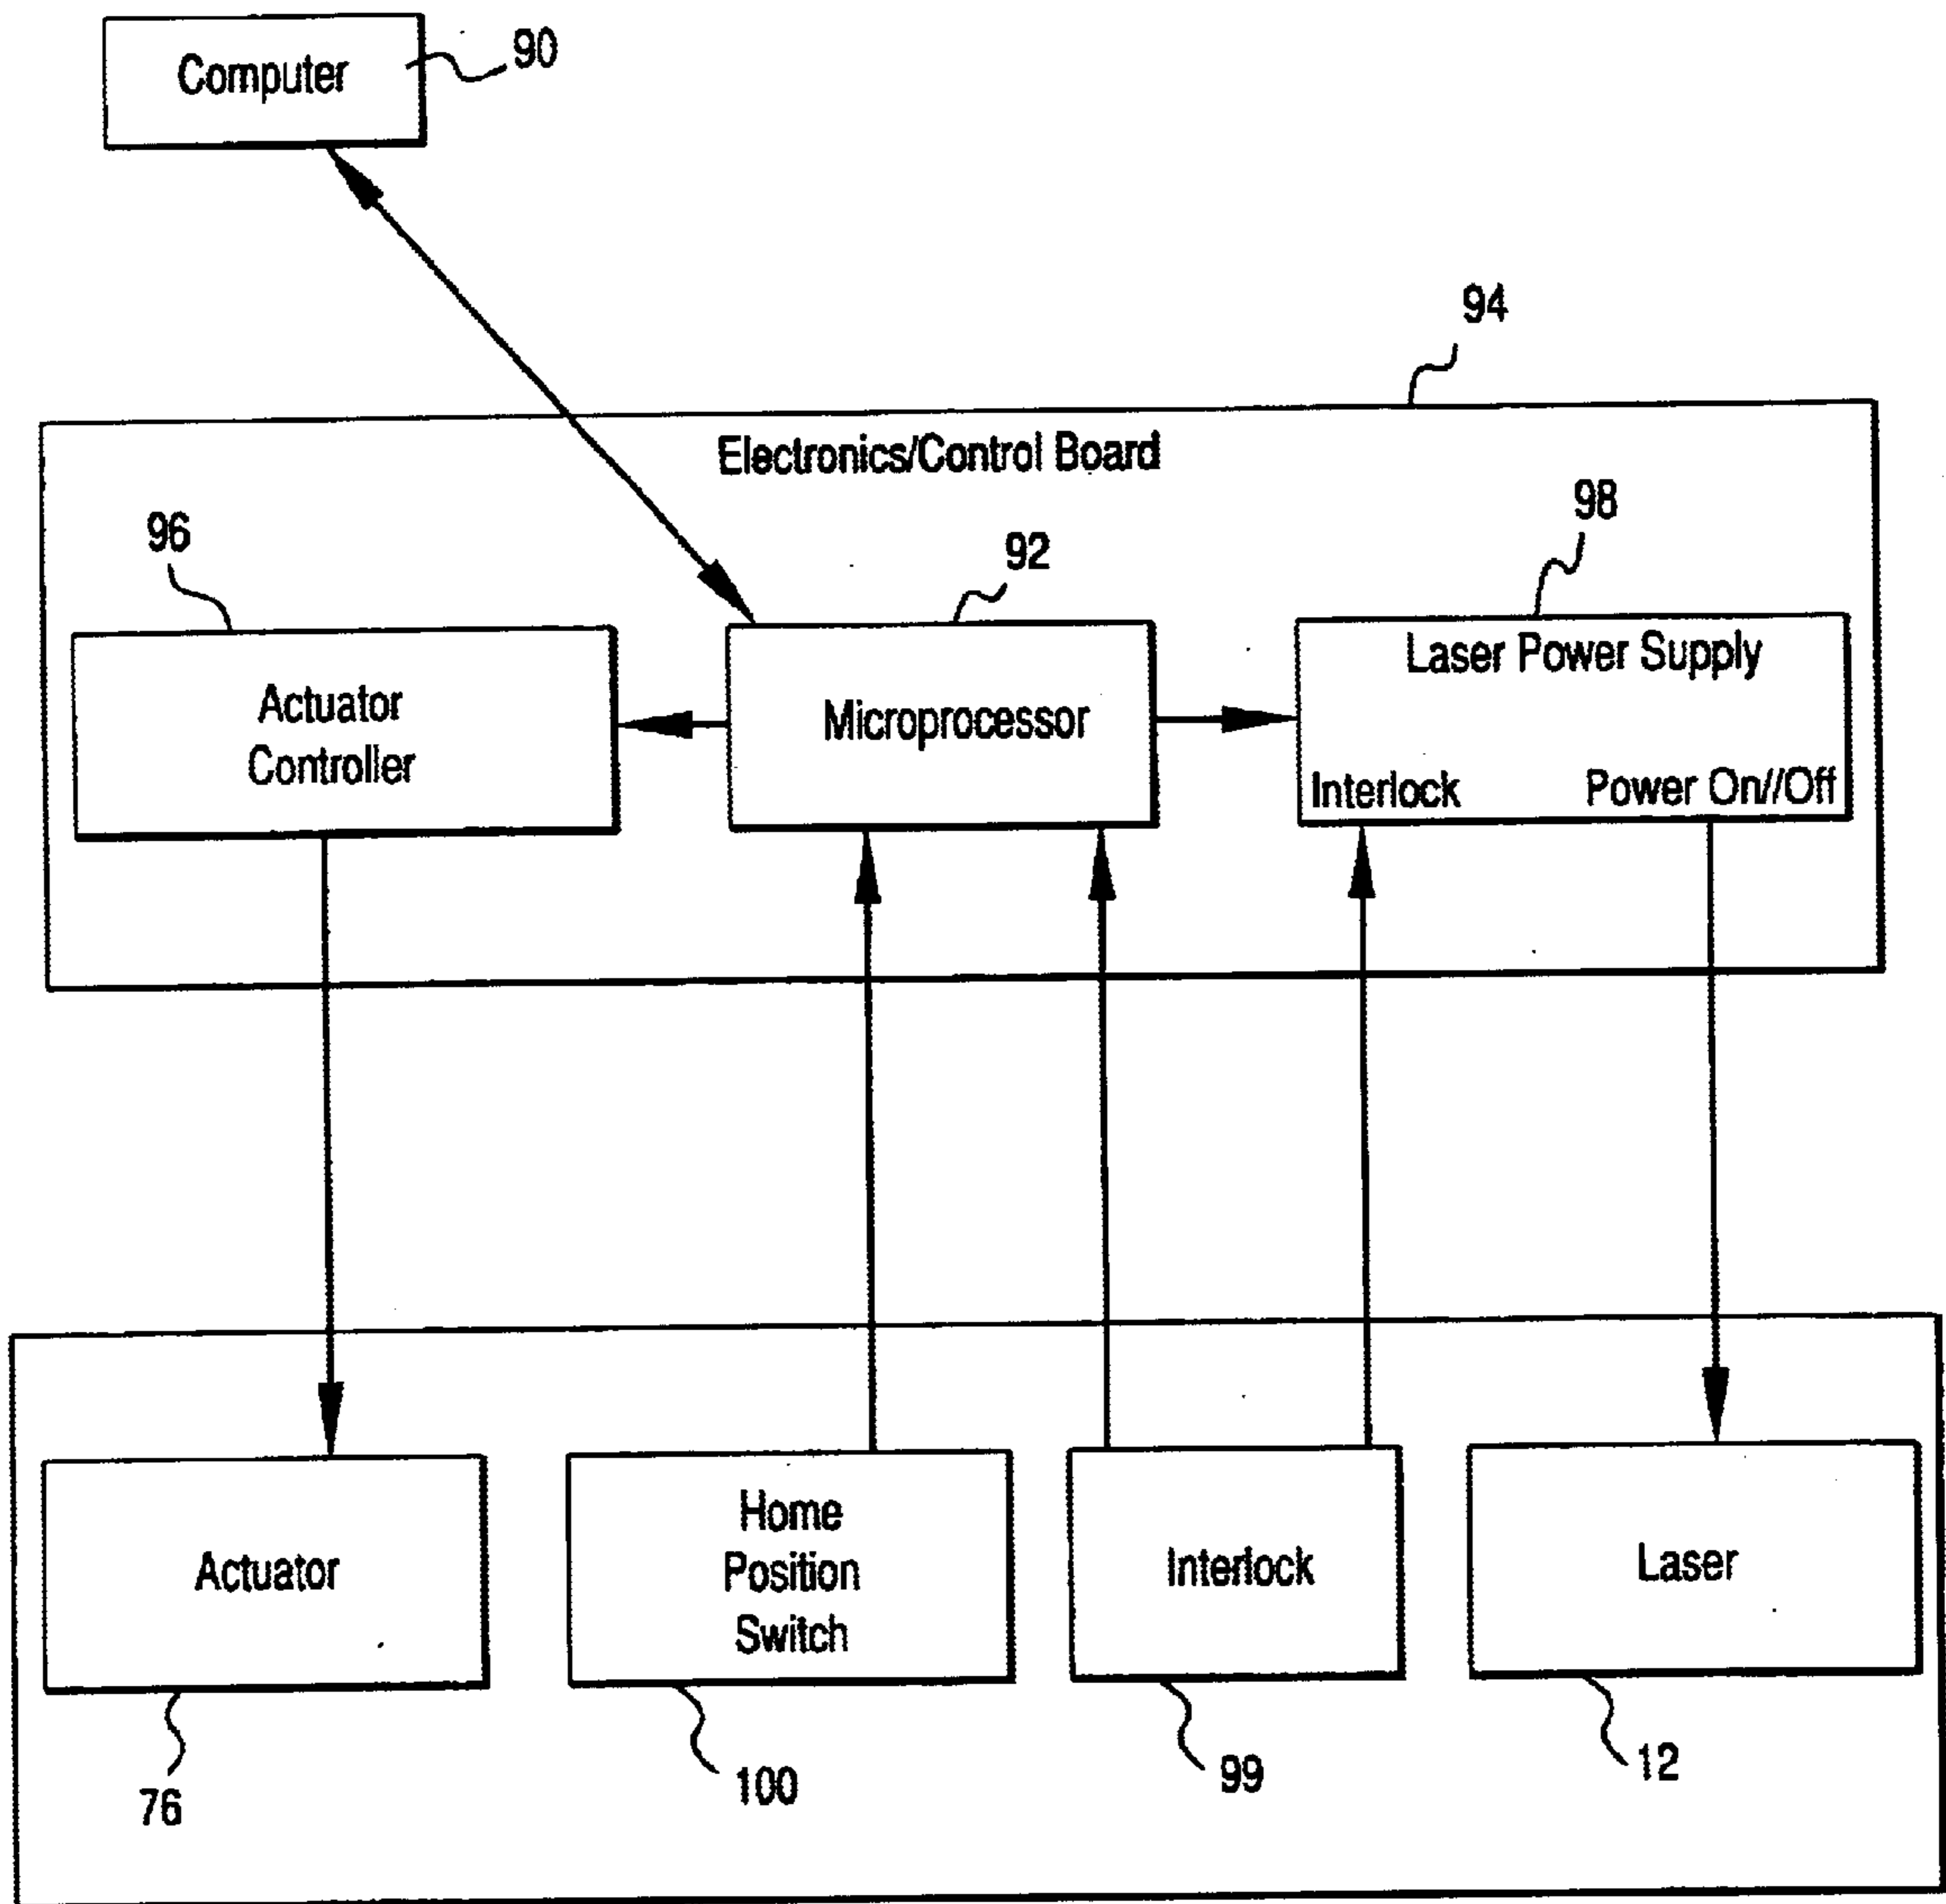 Computer
90
94
Electronics/Control Board
96
92
98
Actuator
Controller
Microprocessor
Laser Power Supply
Interlock
Power On//Off
Actuator
Home
Position
Switch
Interlock
Laser
76
100
99
12